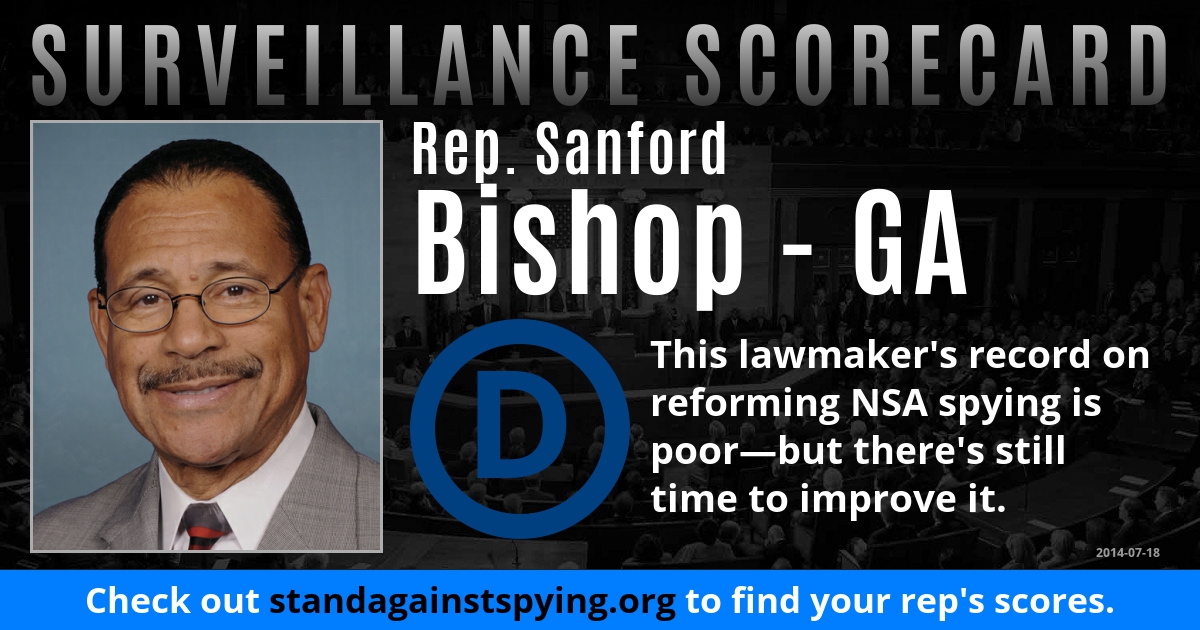 SURVEILLANCE SCORECARD
Rep. Sanford
Bishop - GA
D
This lawmaker's record on
reforming NSA spying is
poor—but there's still
time to improve it.
2014-07-18
Check out standagainstspying.org to find your rep's scores.